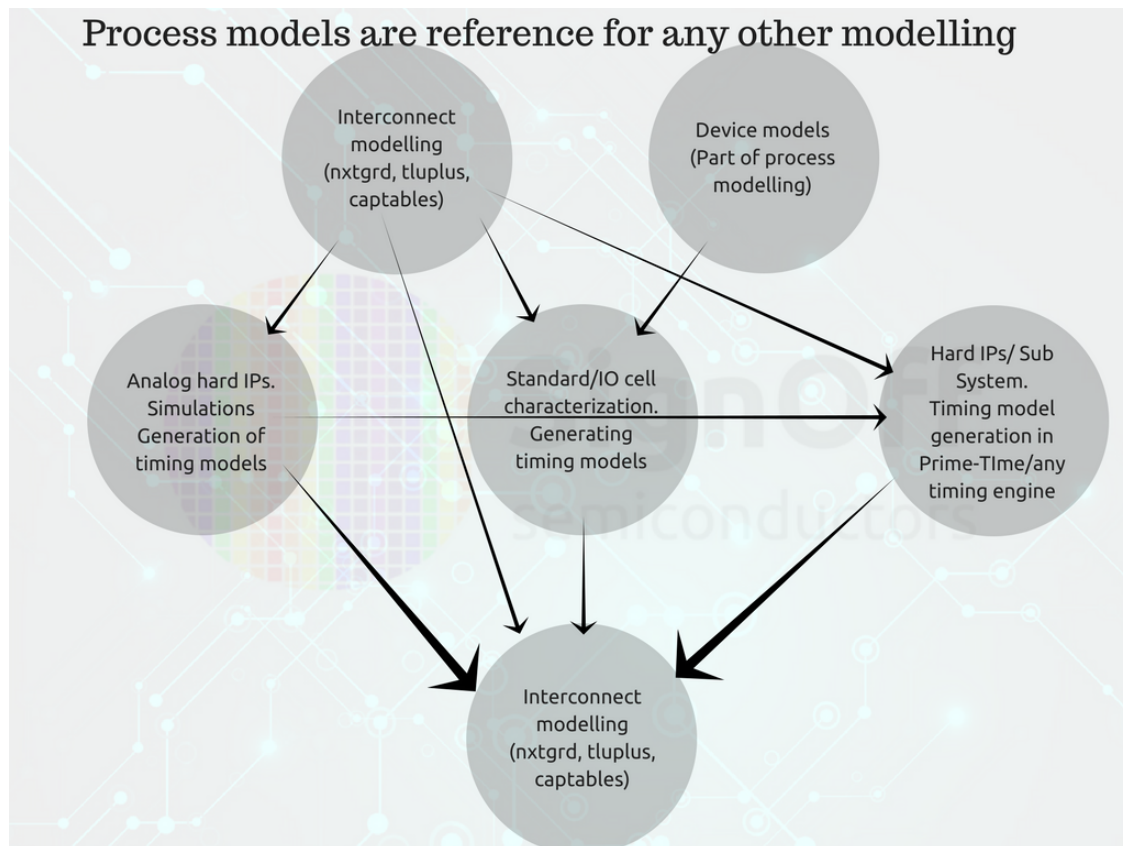 Process models are reference for any other modelling
Interconnect
modelling
(nxtgrd, tluplus,
captables)
Device models
(Part of process
modelling)
Analog hard IPs.
Simulations
Generation of
timing models
Standard/IO cell
characterization.
Generating
timing models
Hard IPs/ Sub
System.
Timing model
generation in
Prime-TIme/any
timing engine
SignOff
semiconductors
Interconnect
modelling
(nxtgrd, tluplus,
captables)